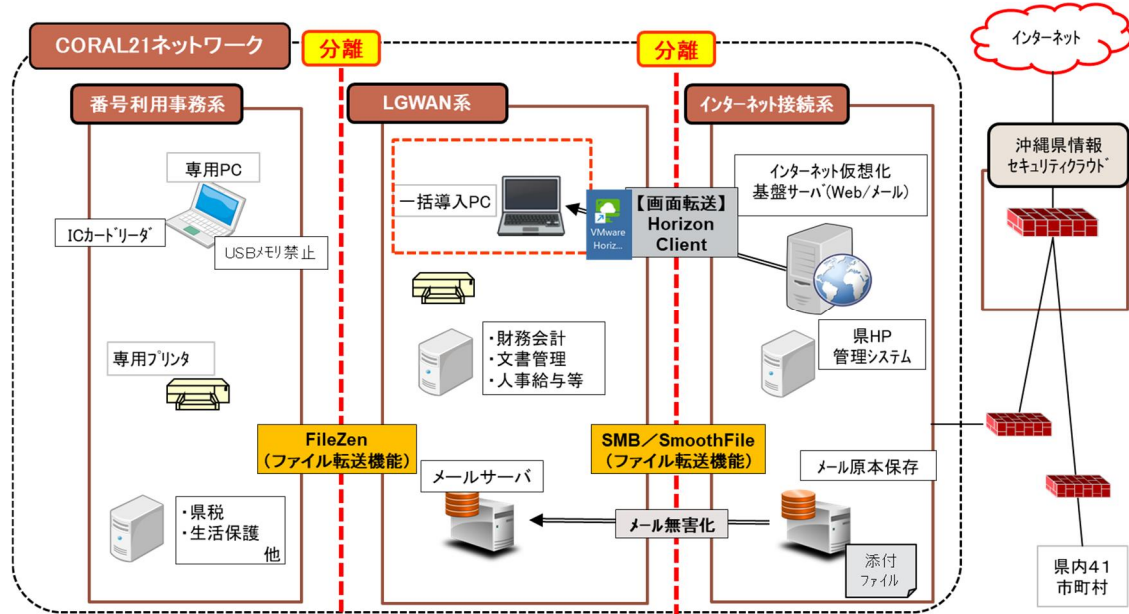 CORAL21ネットワーク
分離
分離
インターネット
番号利用事務系
LGWAN系
インターネット接続系
沖縄県情報
セキュリティクラウド
専用PC
ICカードリーダ
USBメモリ禁止
一括導入PC
VMware
Horiz...
【画面転送】
Horizon
Client
インターネット仮想化
基盤サーバ(Web/メール)
専用プリンタ
・財務会計
・文書管理
・人事給与等
県HP
管理システム
FileZen
(ファイル転送機能)
SMB/SmoothFile
(ファイル転送機能)
メールサーバ
メール原本保存
・県税
・生活保護
他
メール無害化
添付
ファイル
県内41
市町村